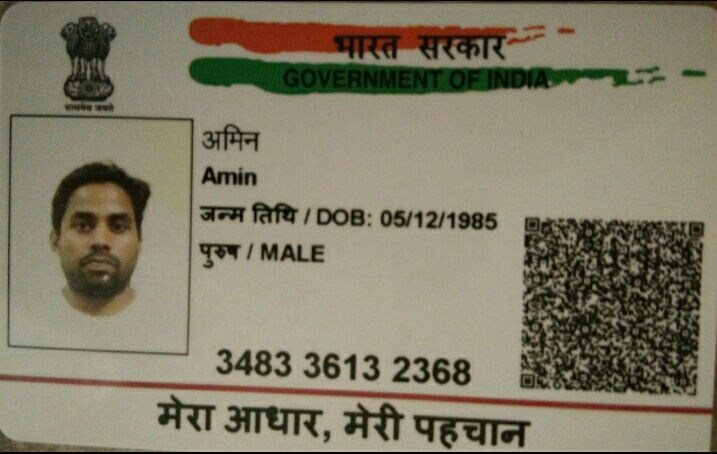 भारत सरकार
GOVERNMENT OF INDIA
सत्यमेव जयते
अमिन
Amin
जन्म तिथि / DOB: 05/12/1985
पुरुष / MALE
3483 3613 2368
मेरा आधार, मेरी पहचान